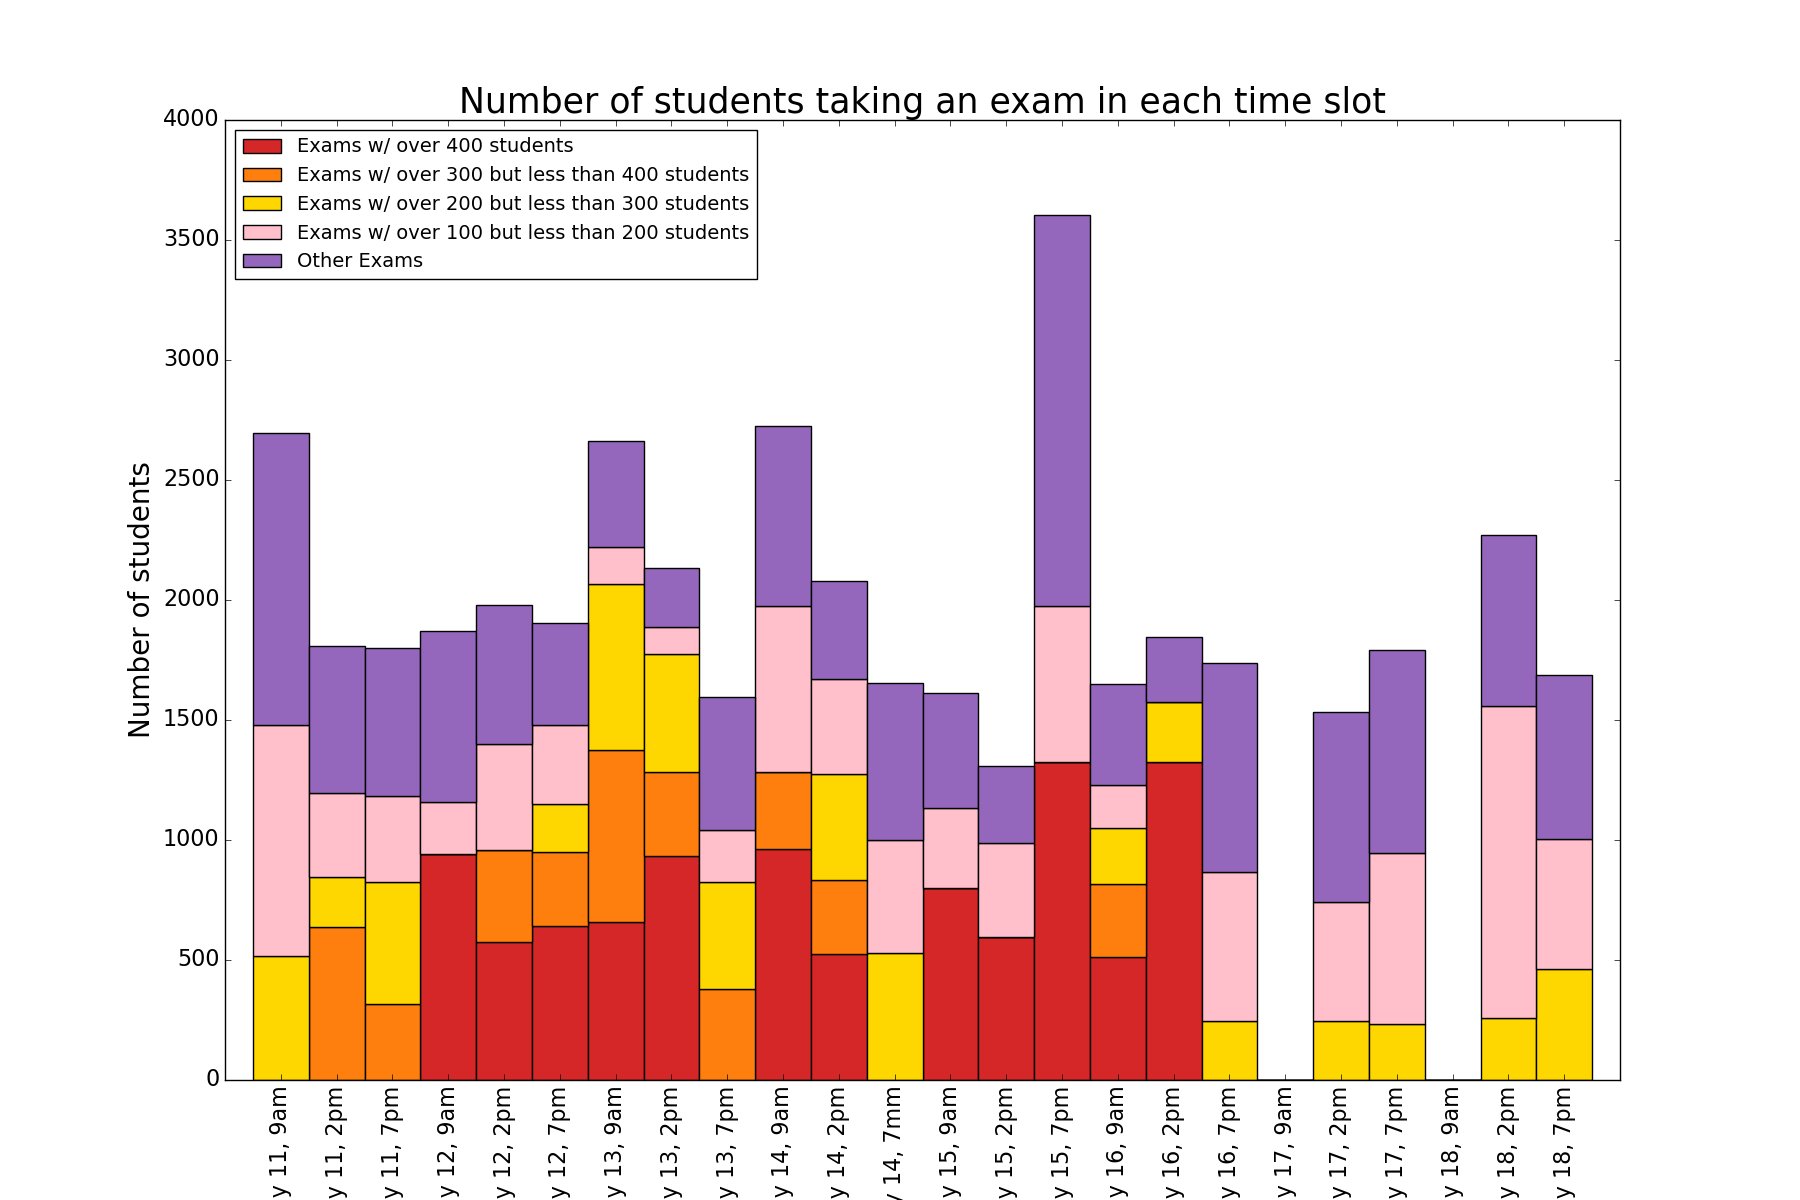 Number of students taking an exam in each time slot
4000
3500
3000
2500
2000
1500
1000
500
0
Number of students
Exams w/ over 400 students
Exams w/ over 300 but less than 400 students
Exams w/ over 200 but less than 300 students
Exams w/ over 100 but less than 200 students
Other Exams
y 11, 9am
y 11, 2pm
y 11, 7pm
y 12, 9am
y 12, 2pm
y 12, 7pm
y 13, 9am
y 13, 2pm
y 13, 7pm
y 14, 9am
y 14, 2pm
y 14, 7mm
y 15, 9am
y 15, 2pm
y 15, 7pm
y 16, 9am
y 16, 2pm
y 16, 7pm
y 17, 9am
y 17, 2pm
y 17, 7pm
y 18, 9am
y 18, 2pm
y 18, 7pm